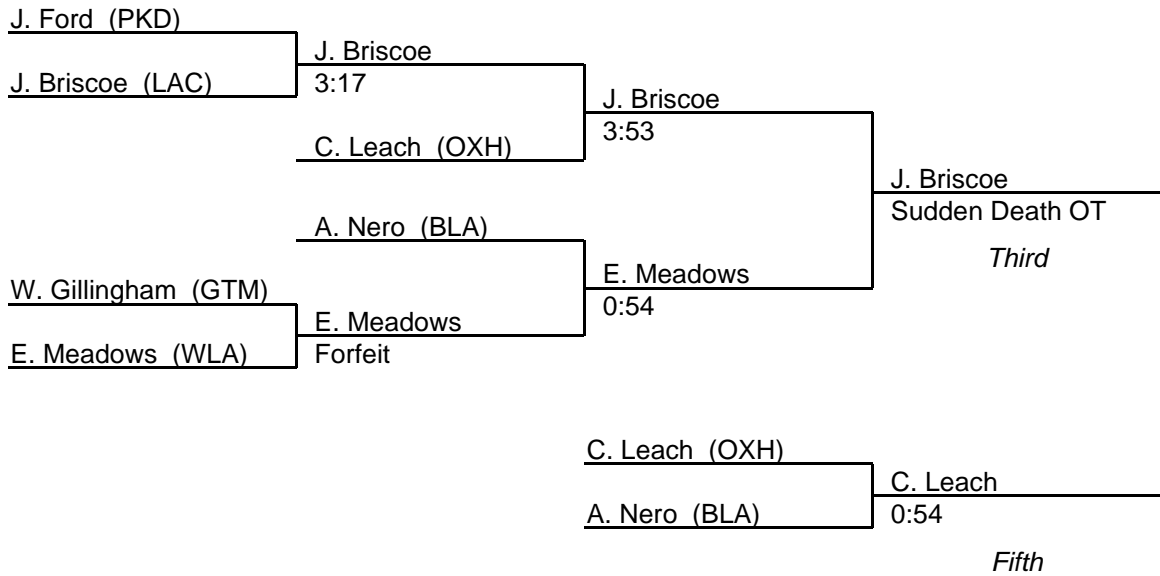 J. Ford (PKD)
J. Briscoe
J. Briscoe (LAC)
3:17
J. Briscoe
3:53
C. Leach (OXH)
J. Briscoe
Sudden Death OT
A. Nero (BLA)
Third
E. Meadows
W. Gillingham (GTM)
0:54
E. Meadows
E. Meadows (WLA)
Forfeit
C. Leach (OXH)
C. Leach
A. Nero (BLA)
0:54
Fifth